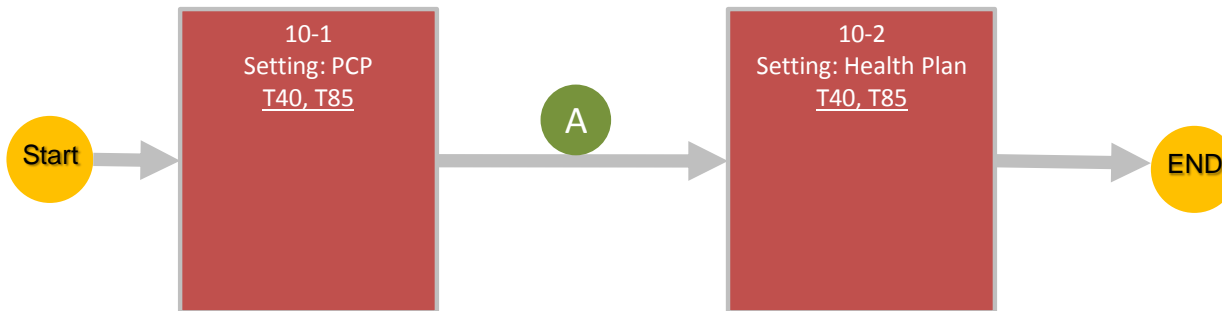 Start
10-1
Setting: PCP
T40, T85
A
10-2
Setting: Health Plan
T40, T85
END